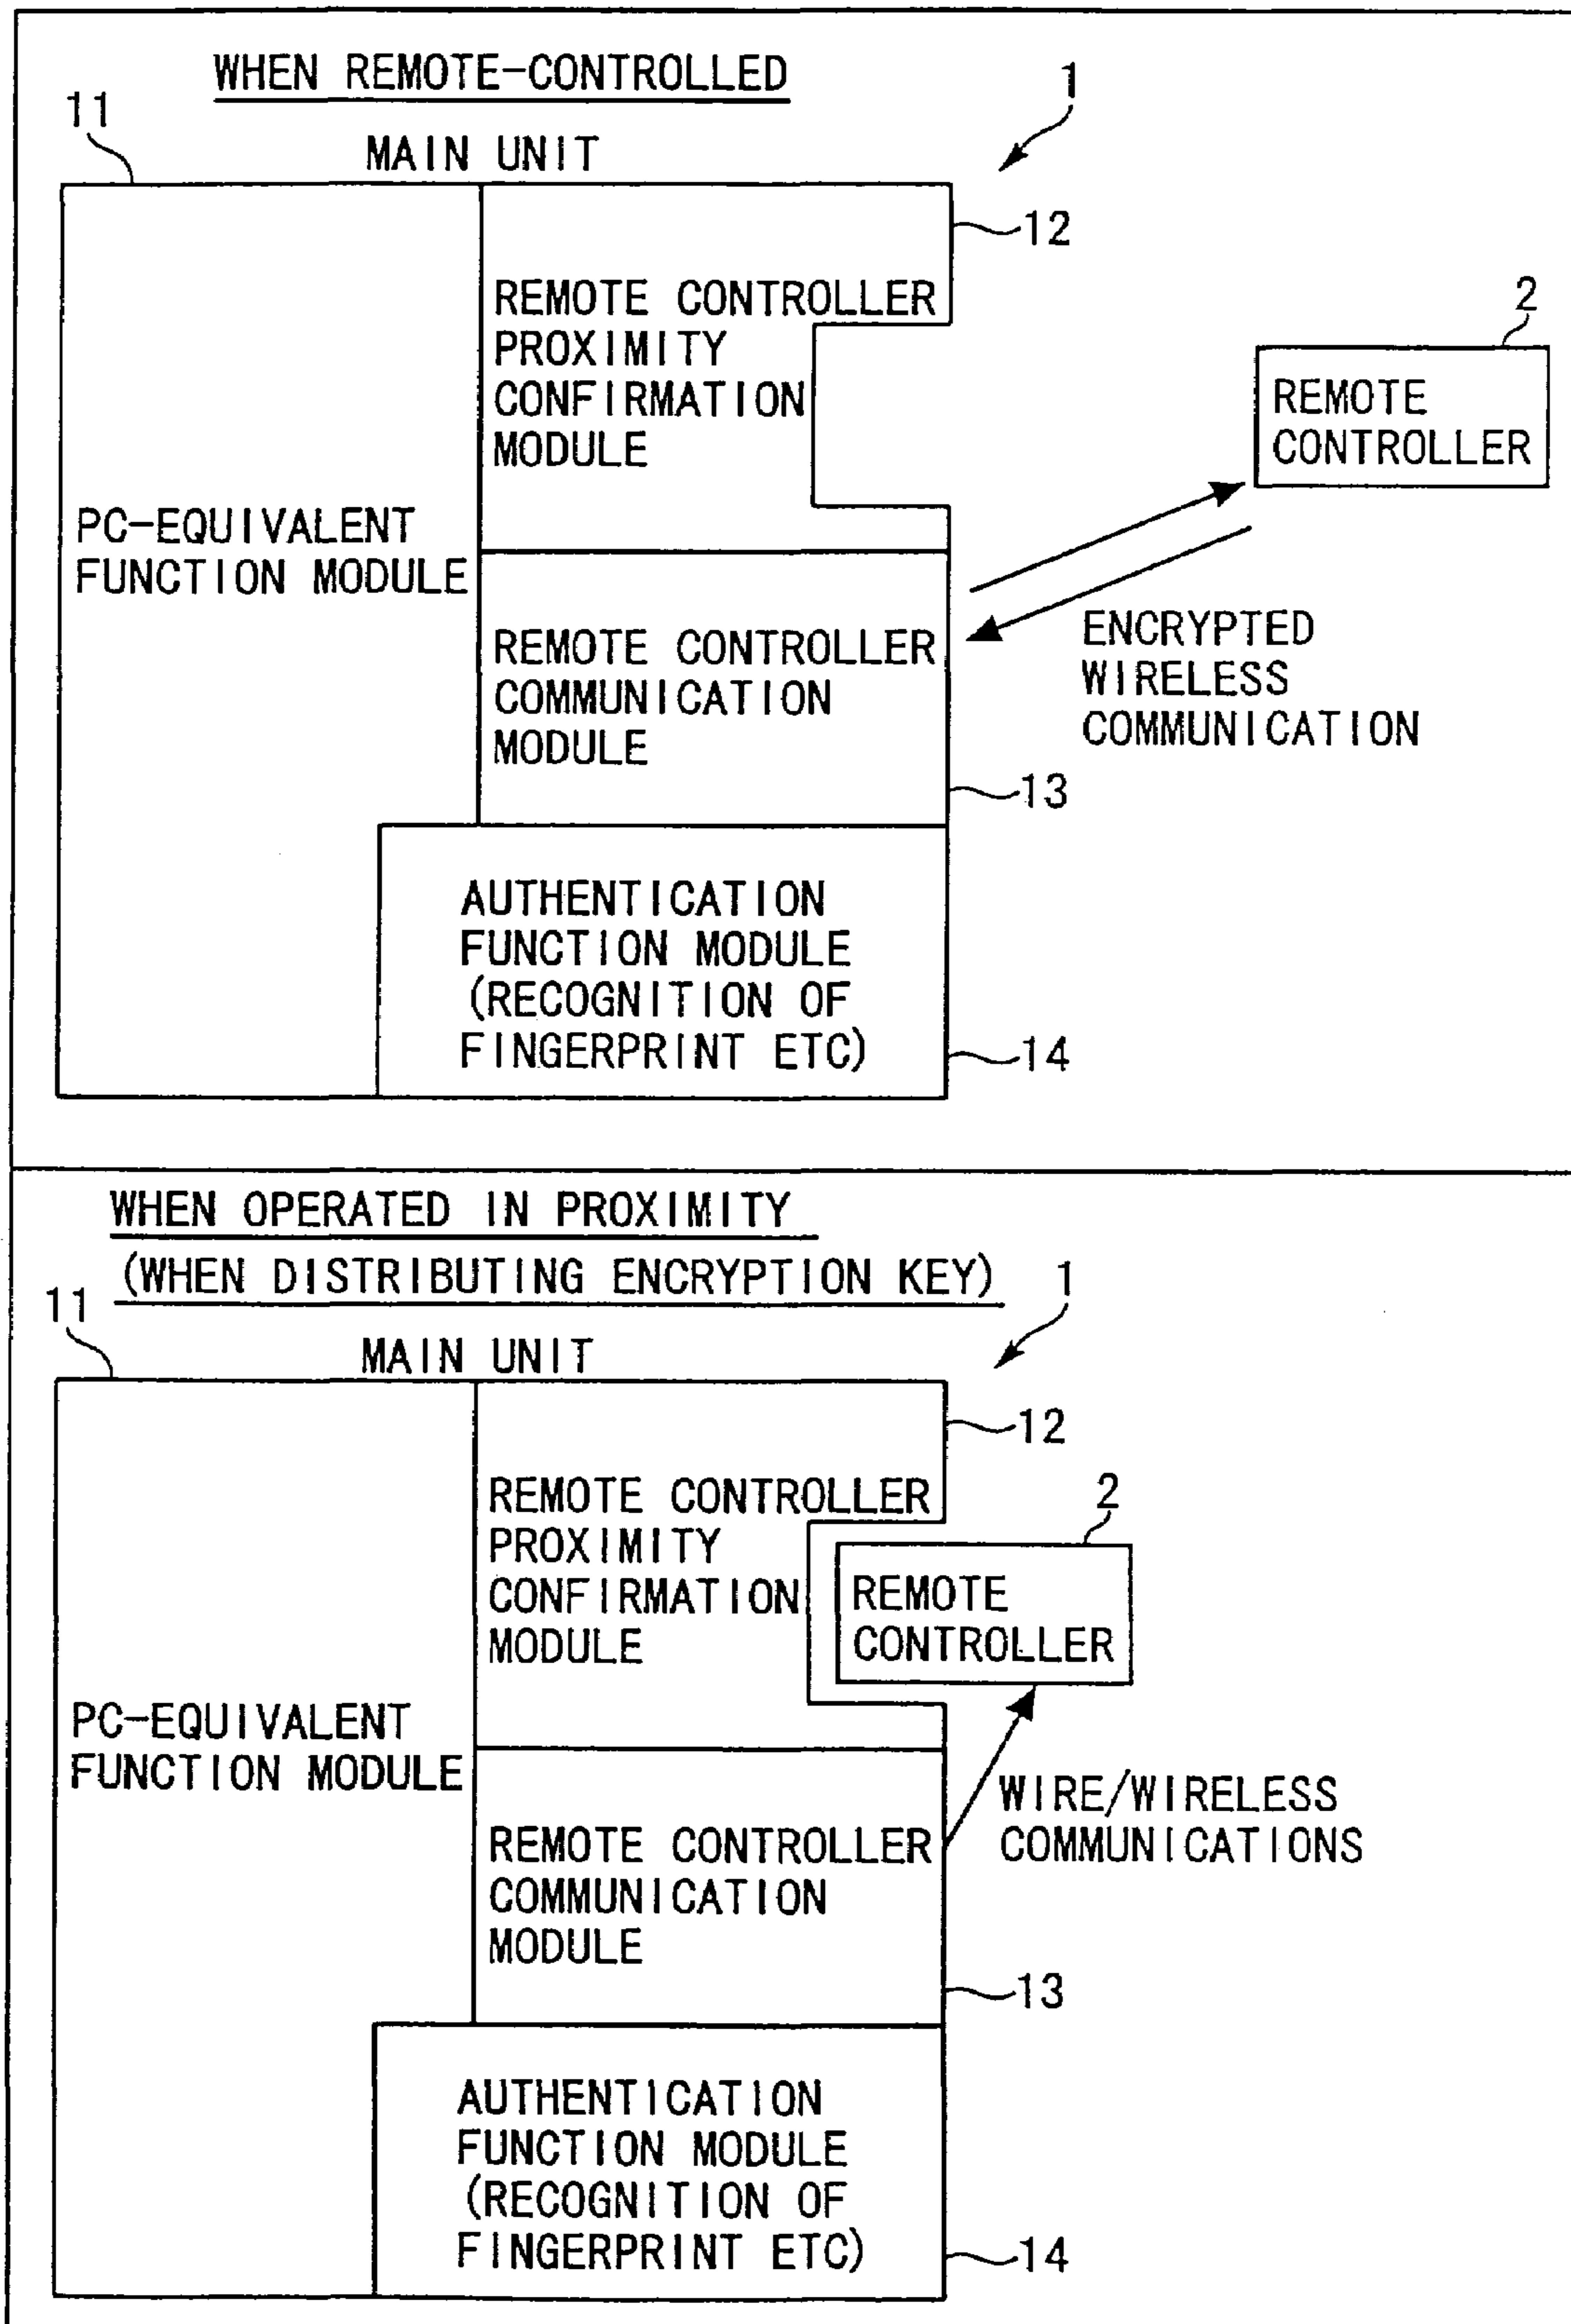 WHEN REMOTE-CONTROLLED
1
11
MAIN UNIT
12
REMOTE CONTROLLER
PROXIMITY
CONFIRMATION
MODULE
2
REMOTE
CONTROLLER
PC-EQUIVALENT
FUNCTION MODULE
REMOTE CONTROLLER
COMMUNICATION
MODULE
ENCRYPTED
WIRELESS
COMMUNICATION
13
AUTHENTICATION
FUNCTION MODULE
(RECOGNITION OF
FINGERPRINT ETC)
14
WHEN OPERATED IN PROXIMITY
(WHEN DISTRIBUTING ENCRYPTION KEY)
1
11
MAIN UNIT
12
REMOTE CONTROLLER
PROXIMITY
CONFIRMATION
MODULE
2
REMOTE
CONTROLLER
PC-EQUIVALENT
FUNCTION MODULE
WIRE/WIRELESS
COMMUNICATIONS
REMOTE CONTROLLER
COMMUNICATION
MODULE
13
AUTHENTICATION
FUNCTION MODULE
(RECOGNITION OF
FINGERPRINT ETC)
14